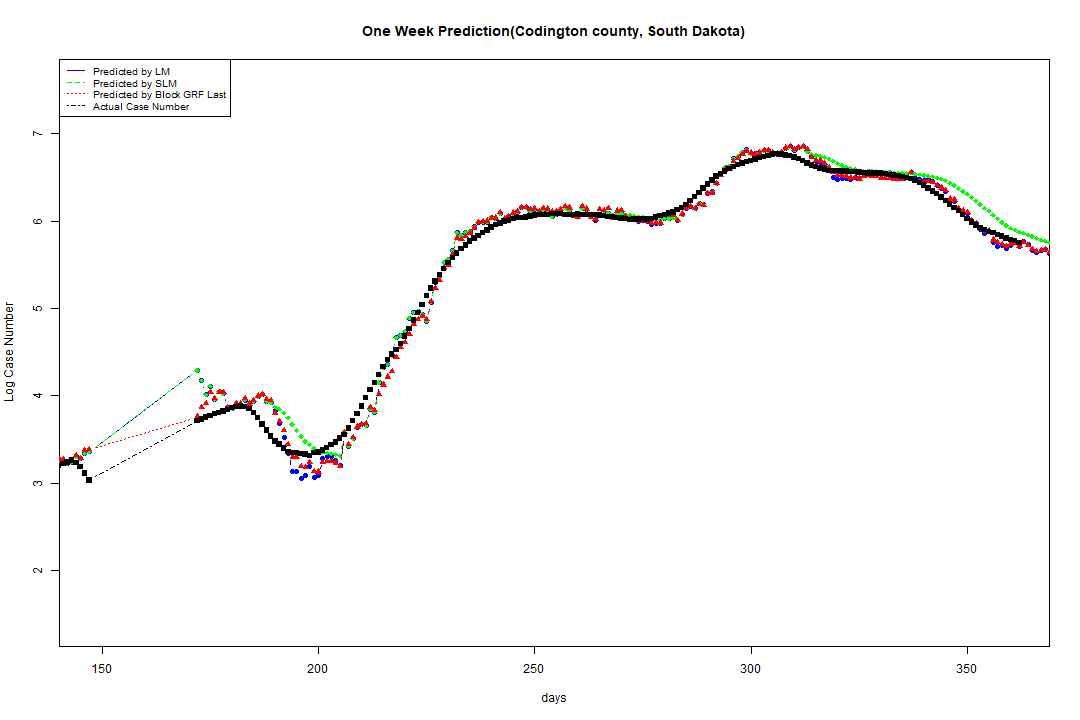 One Week Prediction(Codington county, South Dakota)
Predicted by LM
Predicted by SLM
Predicted by Block GRF Last
Actual Case Number
7
6
5
4
3
2
Log Case Number
150 200 250 300 350
days